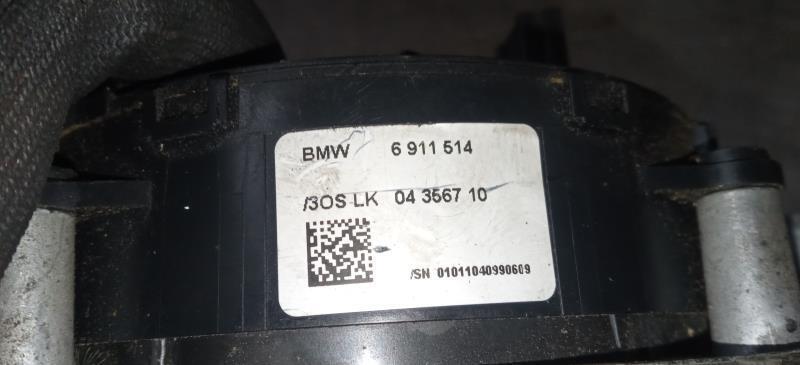 BMW 6 911 514
/3OS LK 04 3567 10
/SN 01011040990609